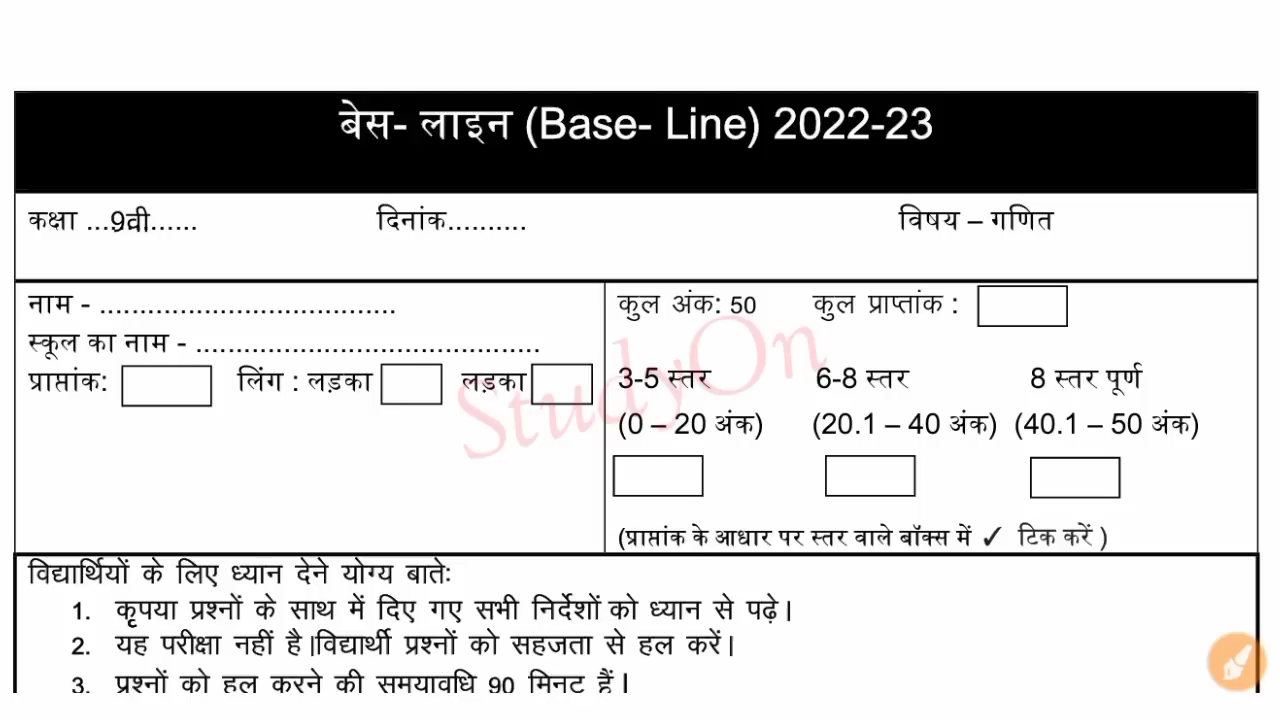 बेस- लाइन (Base- Line) 2022-23
कक्षा ...9वी...... दिनांक.......... विषय – गणित
नाम - .....................................
स्कूल का नाम - ...........................................
प्राप्तांक: लिंग : लड़का लड़का
कुल अंक: 50 कुल प्राप्तांक :
3-5 स्तर 6-8 स्तर 8 स्तर पूर्ण
(0 – 20 अंक) (20.1 – 40 अंक) (40.1 – 50 अंक)
(प्राप्तांक के आधार पर स्तर वाले बॉक्स में ✓ टिक करें )
StudyOn
विद्यार्थियों के लिए ध्यान देने योग्य बातेः
1. कृपया प्रश्नों के साथ में दिए गए सभी निर्देशों को ध्यान से पढ़े।
2. यह परीक्षा नहीं है।विद्यार्थी प्रश्नों को सहजता से हल करें।
3. प्रश्नों को हल करने की समयावधि 90 मिनट हैं।